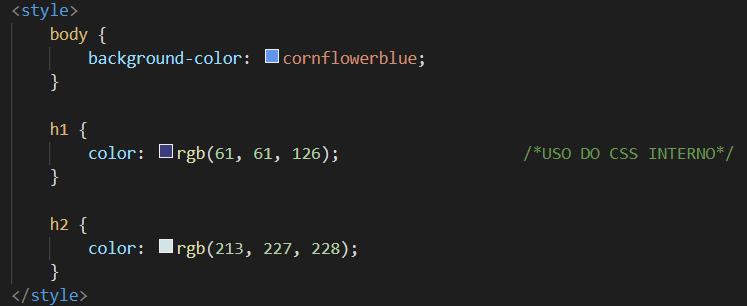 <style>
body {
background-color: cornflowerblue;
}
h1 {
color: rgb(61, 61, 126); /*USO DO CSS INTERNO*/
}
h2 {
color: rgb(213, 227, 228);
}
</style>